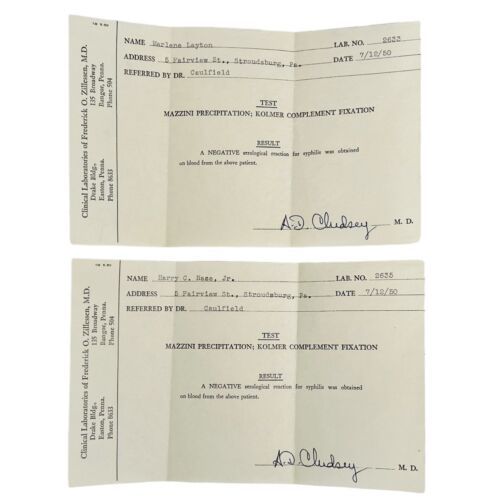 Clinical Laboratories of Frederick O. Zillessen, M.D.
135 Broadway
Bangor, Penna.
Phone 504
Drake Bldg.,
Easton, Penna.
Phone 8633
NAME Marlene Layton LAB. NO. 2633
ADDRESS 5 Fairview St., Stroudsburg, Pa. DATE 7/12/50
REFERRED BY DR. Caulfield
TEST
MAZZINI PRECIPITATION; KOLMER COMPLEMENT FIXATION
RESULT
A NEGATIVE serological reaction for syphilis was obtained
on blood from the above patient.
M. D.
Clinical Laboratories of Frederick O. Zillessen, M.D.
135 Broadway
Bangor, Penna.
Phone 504
Drake Bldg.,
Easton, Penna.
Phone 8633
NAME Harry C. Hase, Jr. LAB. NO. 2635
ADDRESS 5 Fairview St., Stroudsburg, Pa. DATE 7/12/50
REFERRED BY DR. Caulfield
TEST
MAZZINI PRECIPITATION; KOLMER COMPLEMENT FIXATION
RESULT
A NEGATIVE serological reaction for syphilis was obtained
on blood from the above patient.
M. D.